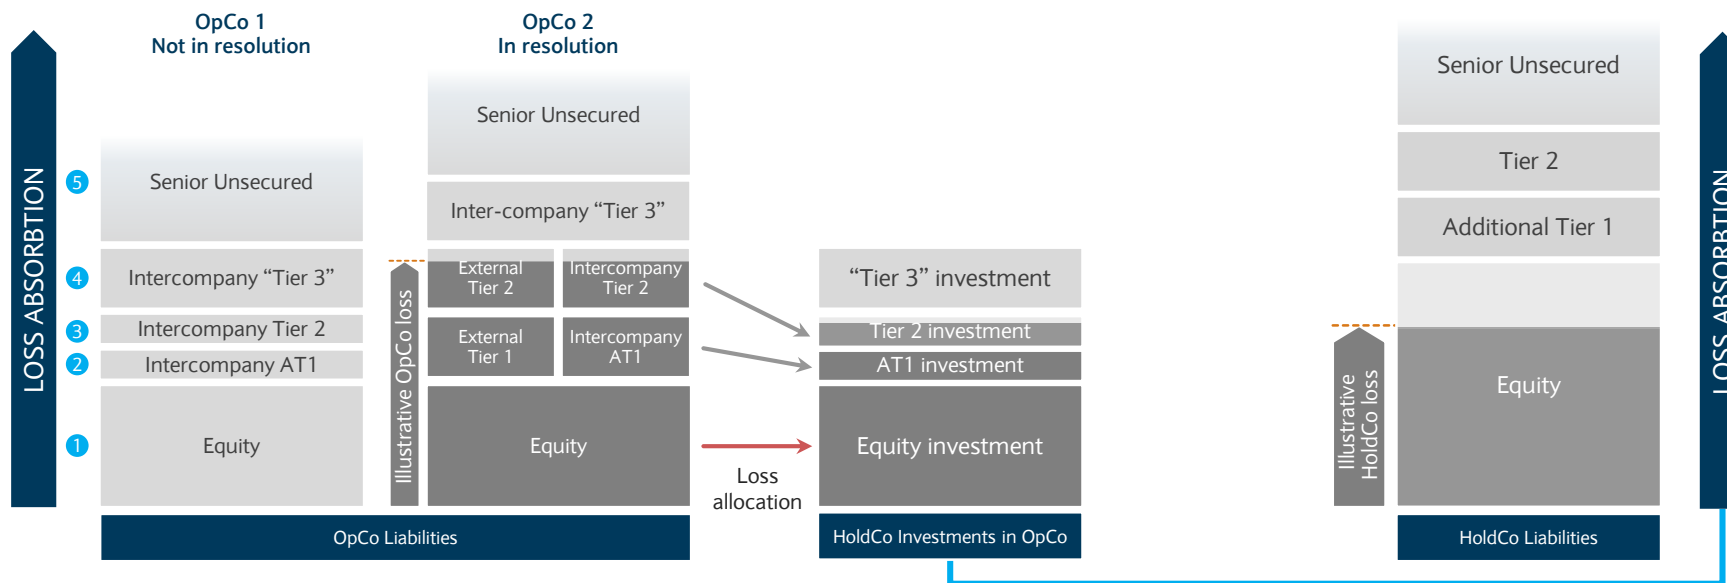 OpCo 1
Not in resolution
OpCo 2
In resolution
LOSS ABSORBTION
5
4
3
2
1
Senior Unsecured
Intercompany “Tier 3”
Intercompany Tier 2
Intercompany AT1
Equity
Illustrative OpCo loss
Senior Unsecured
Inter-company “Tier 3”
External
Tier 2
Intercompany
Tier 2
External
Tier 1
Intercompany
AT1
Equity
OpCo Liabilities
Loss
allocation
“Tier 3” investment
Tier 2 investment
AT1 investment
Equity investment
HoldCo Investments in OpCo
Illustrative
HoldCo loss
Senior Unsecured
Tier 2
Additional Tier 1
Equity
HoldCo Liabilities
LOSS ABSORBTION